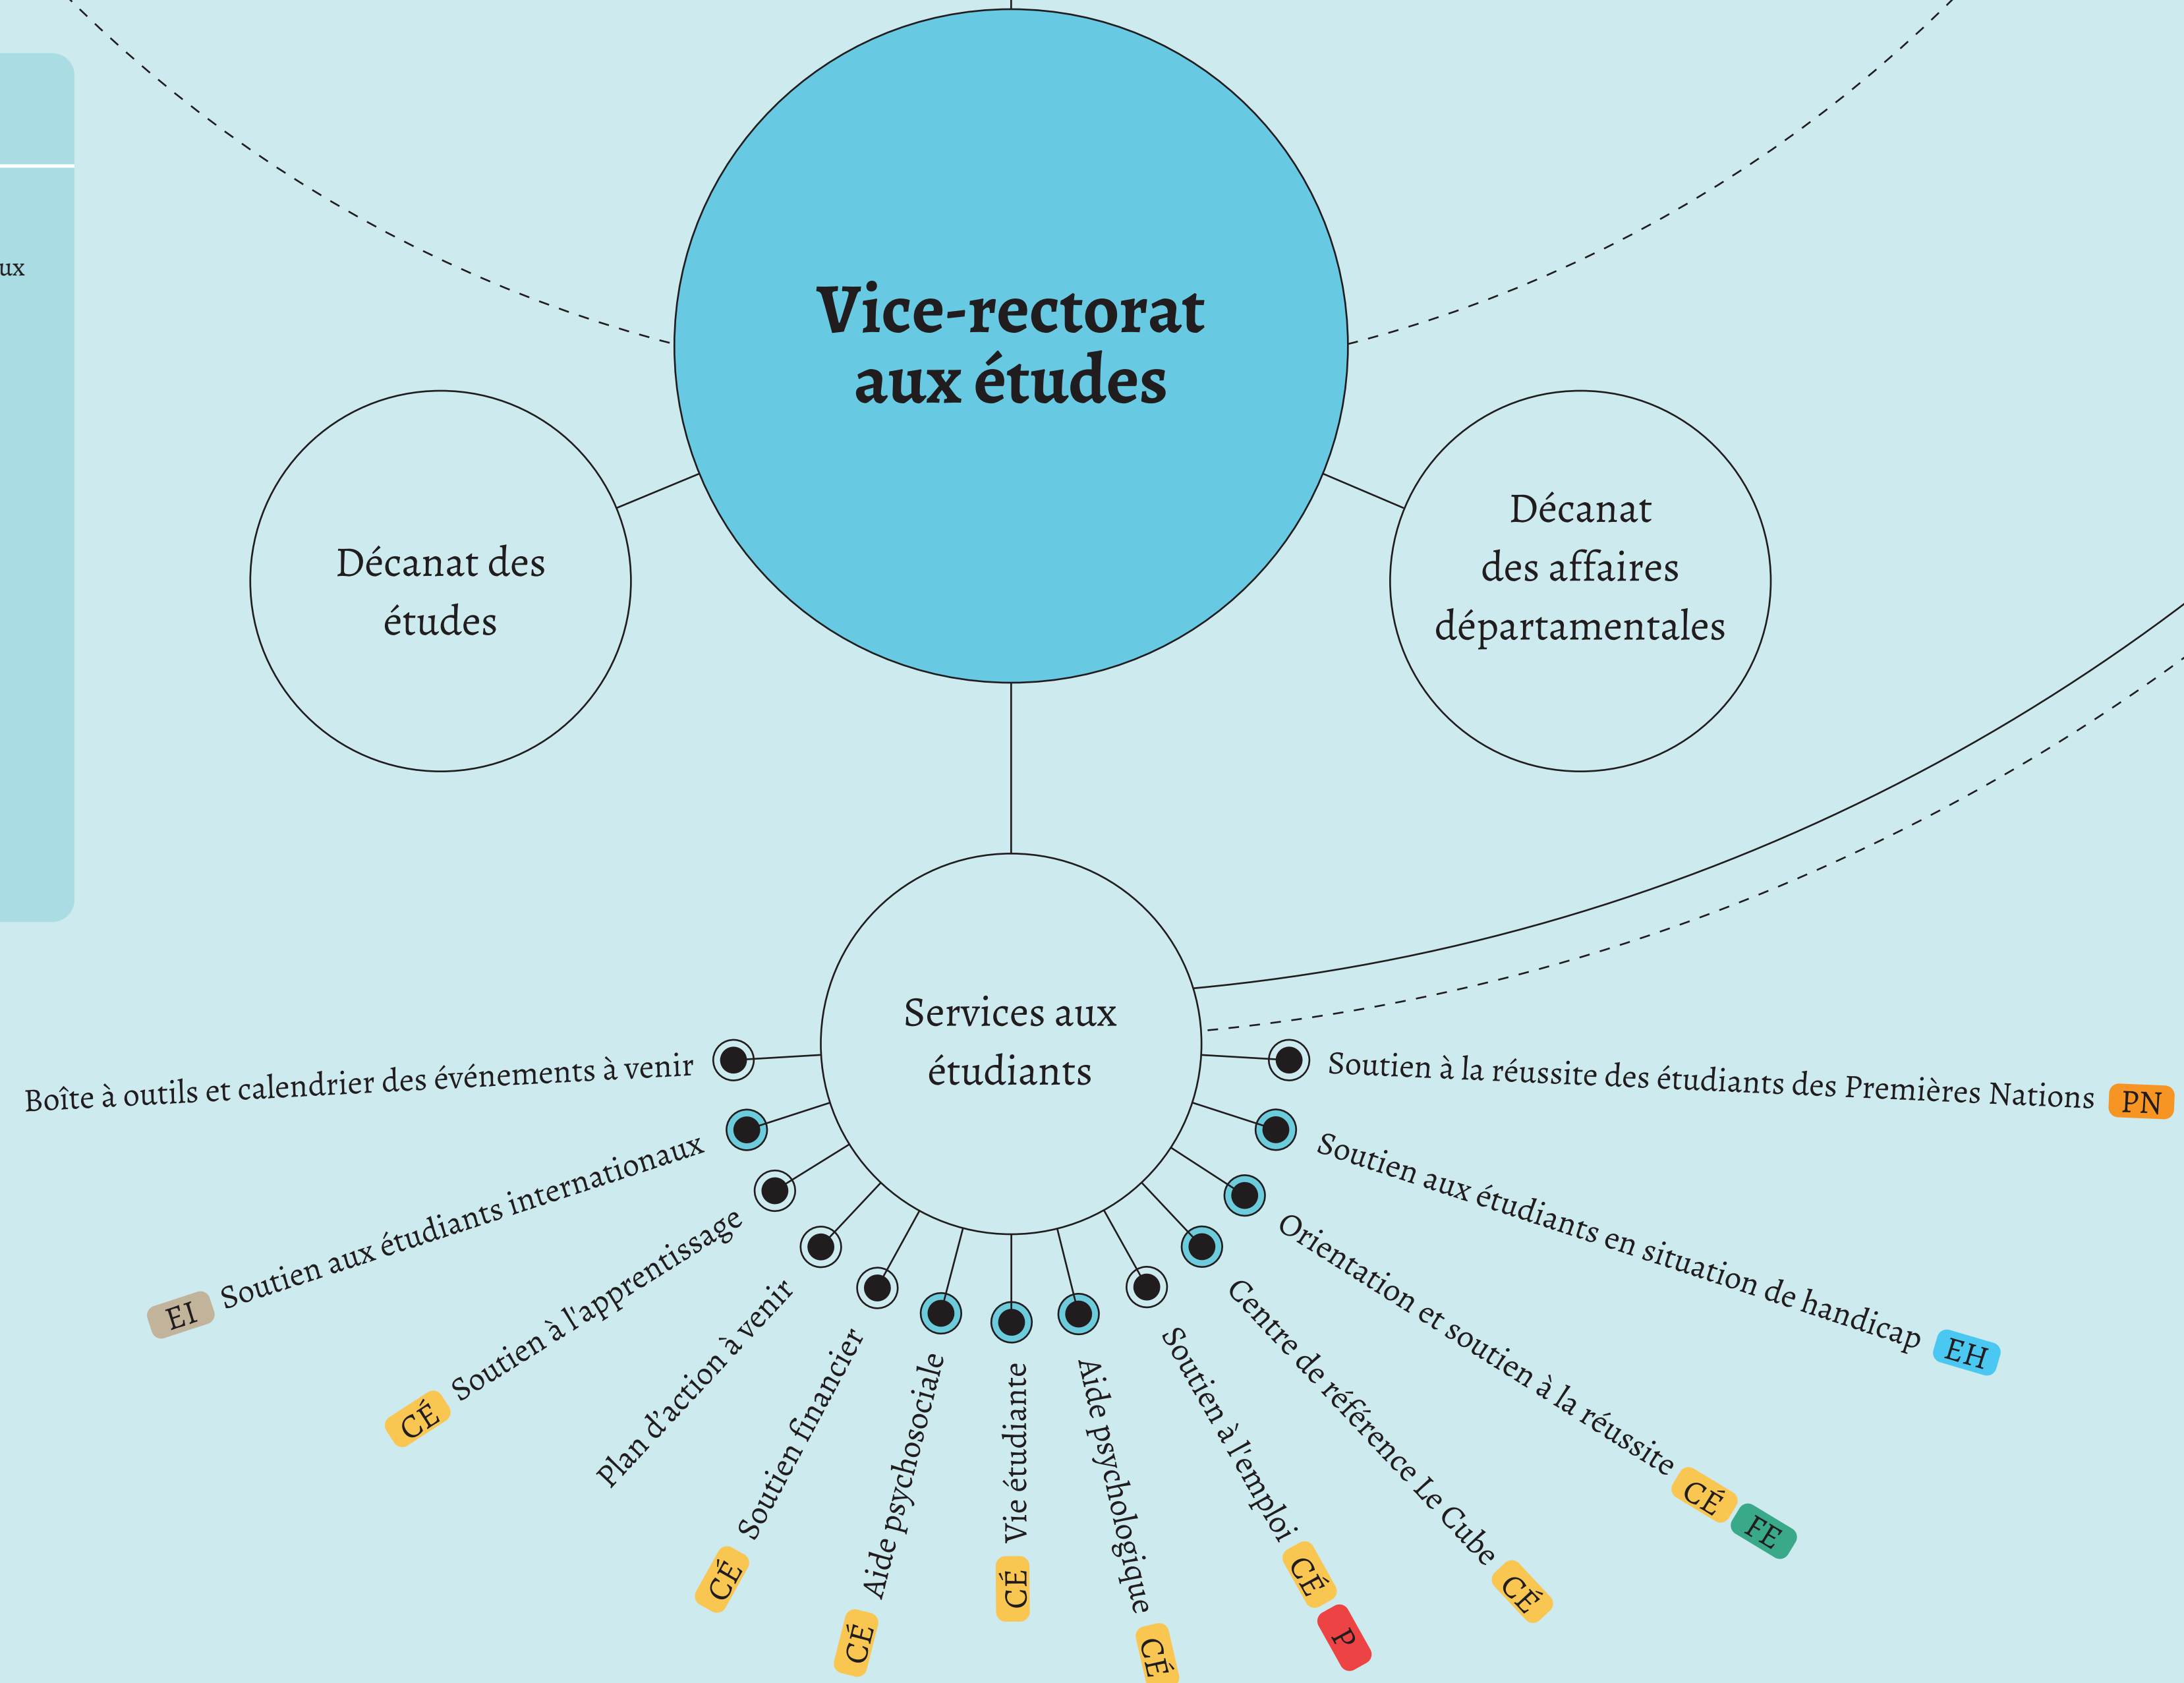 ux
Vice-rectorat
aux études
Décanat des
études
Décanat
des affaires
départamentales
Services aux
étudiants
Boîte à outils et calendrier des événements à venir
EI Soutien aux étudiants internationaux
CÉ Soutien à l'apprentissage
Plan d’action à venir
CÉ Soutien financier
CÉ Aide psychosociale
CÉ Vie étudiante
Aide psychologique CÉ
Soutien à l'emploi CÉ P
Centre de référence Le Cube CÉ
Orientation et soutien à la réussite CÉ FE
Soutien aux étudiants en situation de handicap EH
Soutien à la réussite des étudiants des Premières Nations PN